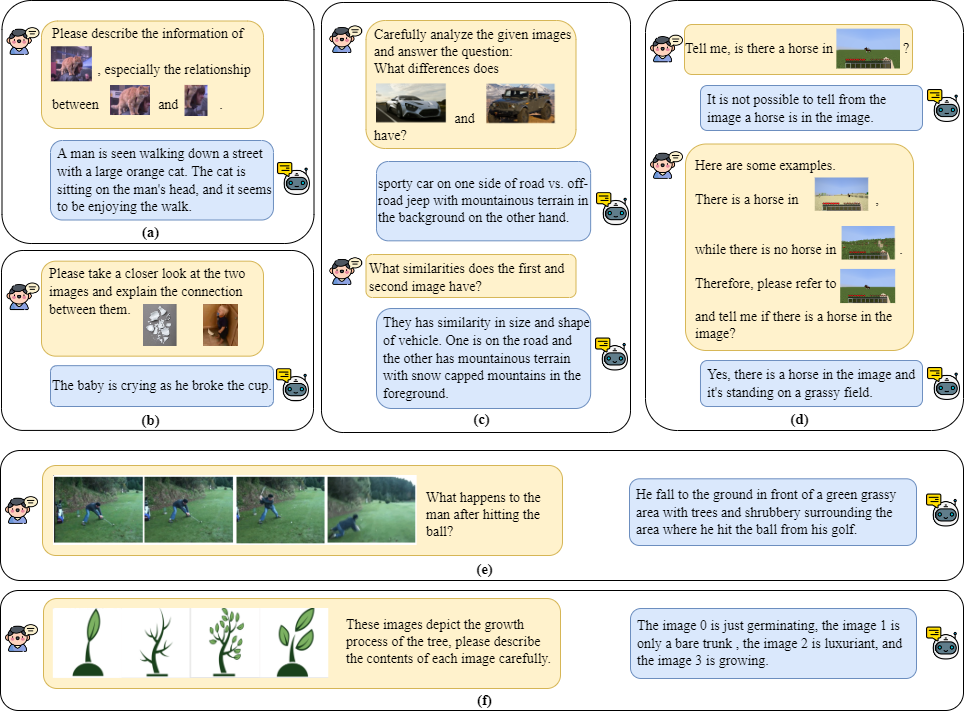 Please describe the information of
, especially the relationship
between and .
A man is seen walking down a street
with a large orange cat. The cat is
sitting on the man's head, and it seems
to be enjoying the walk.
(a)
Please take a closer look at the two
images and explain the connection
between them.
The baby is crying as he broke the cup.
(b)
Carefully analyze the given images
and answer the question:
What differences does
and
have?
sporty car on one side of road vs. off-
road jeep with mountainous terrain in
the background on the other hand.
What similarities does the first and
second image have?
They has similarity in size and shape
of vehicle. One is on the road and
the other has mountainous terrain
with snow capped mountains in the
foreground.
(c)
Tell me, is there a horse in ?
It is not possible to tell from the
image a horse is in the image.
Here are some examples.
There is a horse in ,
while there is no horse in .
Therefore, please refer to
and tell me if there is a horse in the
image?
Yes, there is a horse in the image and
it's standing on a grassy field.
(d)
What happens to the
man after hitting the
ball?
He fall to the ground in front of a green grassy
area with trees and shrubbery surrounding the
area where he hit the ball from his golf.
(e)
These images depict the growth
process of the tree, please describe
the contents of each image carefully.
The image 0 is just germinating, the image 1 is
only a bare trunk , the image 2 is luxuriant, and
the image 3 is growing.
(f)